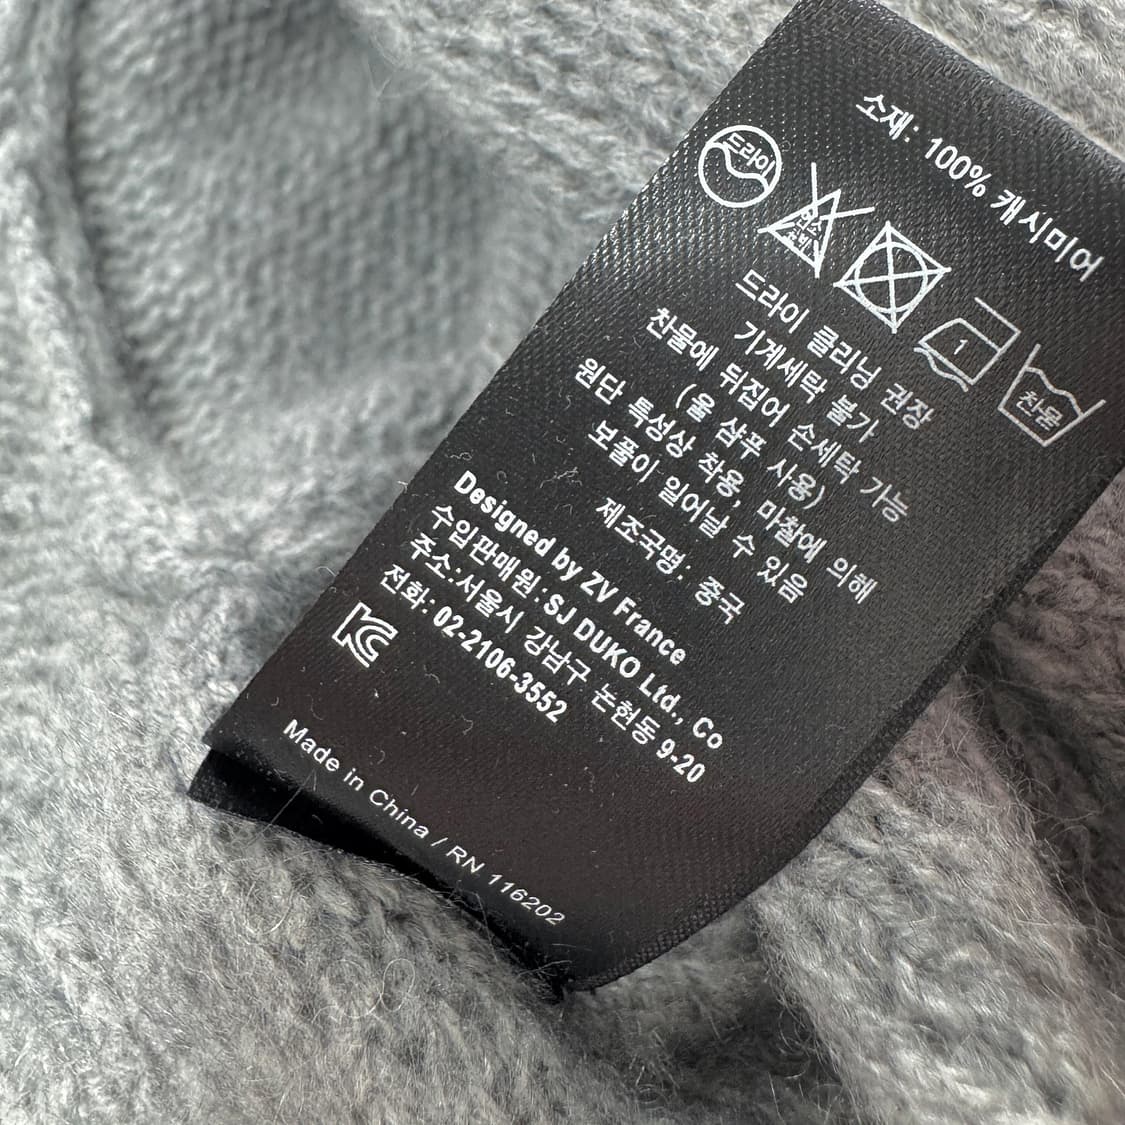 소재: 100% 캐시미어
드라이
염소
표백
1
찬물
드라이 클리닝 권장
기계세탁 불가
찬물에 뒤집어 손세탁 가능
(울 샴푸 사용)
원단 특성상 착용, 마찰에 의해
보풀이 일어날 수 있음
제조국명: 중국
Designed by ZV France
수입판매원:SJ DUKO Ltd., Co
주소:서울시 강남구 논현동 9-20
전화: 02-2106-3552
KC
Made in China / RN 116202